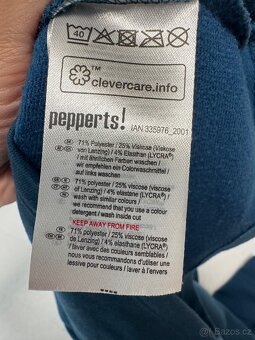 40
clevercare.info
pepperts! IAN 335976_2001
71% Polyester / 25% Viscose (Viskose
von Lenzing) / 4% Elasthan (LYCRA®)
/ mit ähnlichen Farben waschen /
wir empfehlen ein Colorwaschmittel /
auf links waschen
71% polyester / 25% viscose (viscose
of Lenzing) / 4% elastane (LYCRA®) /
wash with similar colours /
we recommend that you use a colour
detergent / wash inside out
KEEP AWAY FROM FIRE
71% polyester / 25% viscose (viscose
de Lenzing) / 4% élasthanne (LYCRA®)
/ laver avec des couleurs semblables /
nous vous recommandons d'utiliser
une lessive couleur / laver à l'envers
bazos.cz